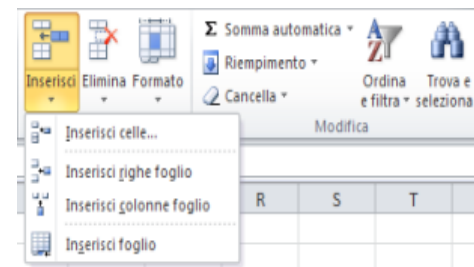 Inserisci Elimina Formato
Σ Somma automatica
Riempimento
Cancella
Ordina e filtra
Trova e seleziona
Modifica
Inserisci celle...
Inserisci righe foglio
Inserisci colonne foglio
Inserisci foglio
R S T